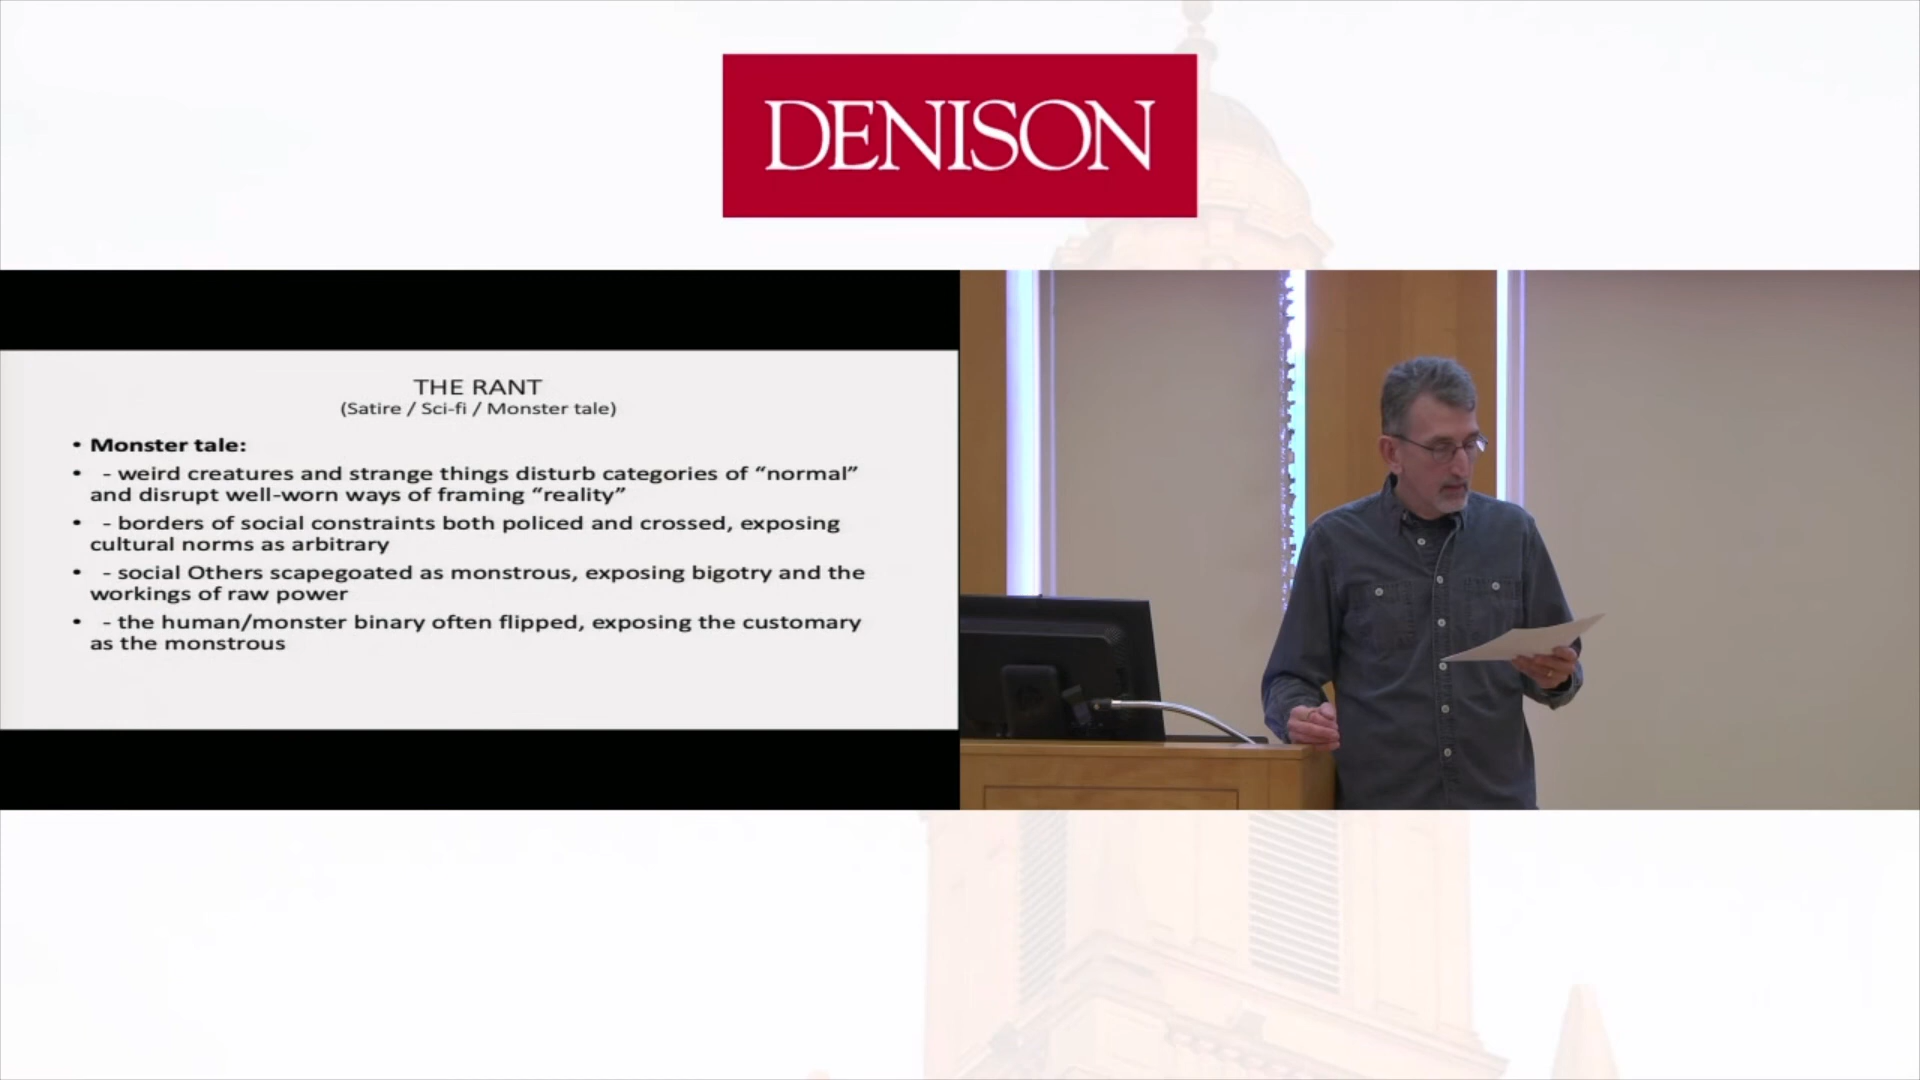 DENISON
THE RANT
(Satire / Sci-fi / Monster tale)
• Monster tale:
• - weird creatures and strange things disturb categories of “normal”
and disrupt well-worn ways of framing “reality”
• - borders of social constraints both policed and crossed, exposing
cultural norms as arbitrary
• - social Others scapegoated as monstrous, exposing bigotry and the
workings of raw power
• - the human/monster binary often flipped, exposing the customary
as the monstrous